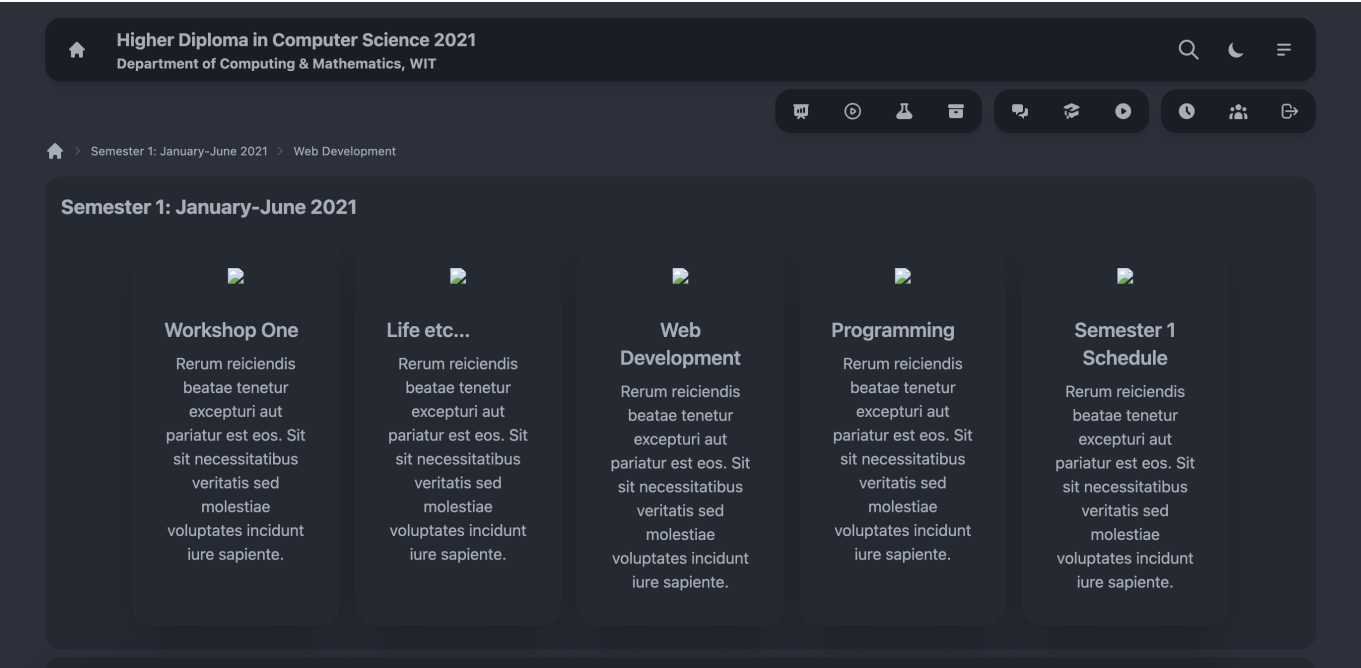 Higher Diploma in Computer Science 2021
Department of Computing & Mathematics, WIT
Semester 1: January-June 2021 > Web Development
Semester 1: January-June 2021
Workshop One
Rerum reiciendis
beatae tenetur
excepturi aut
pariatur est eos. Sit
sit necessitatibus
veritatis sed
molestiae
voluptates incidunt
iure sapiente.
Life etc...
Rerum reiciendis
beatae tenetur
excepturi aut
pariatur est eos. Sit
sit necessitatibus
veritatis sed
molestiae
voluptates incidunt
iure sapiente.
Web
Development
Rerum reiciendis
beatae tenetur
excepturi aut
pariatur est eos. Sit
sit necessitatibus
veritatis sed
molestiae
voluptates incidunt
iure sapiente.
Programming
Rerum reiciendis
beatae tenetur
excepturi aut
pariatur est eos. Sit
sit necessitatibus
veritatis sed
molestiae
voluptates incidunt
iure sapiente.
Semester 1
Schedule
Rerum reiciendis
beatae tenetur
excepturi aut
pariatur est eos. Sit
sit necessitatibus
veritatis sed
molestiae
voluptates incidunt
iure sapiente.